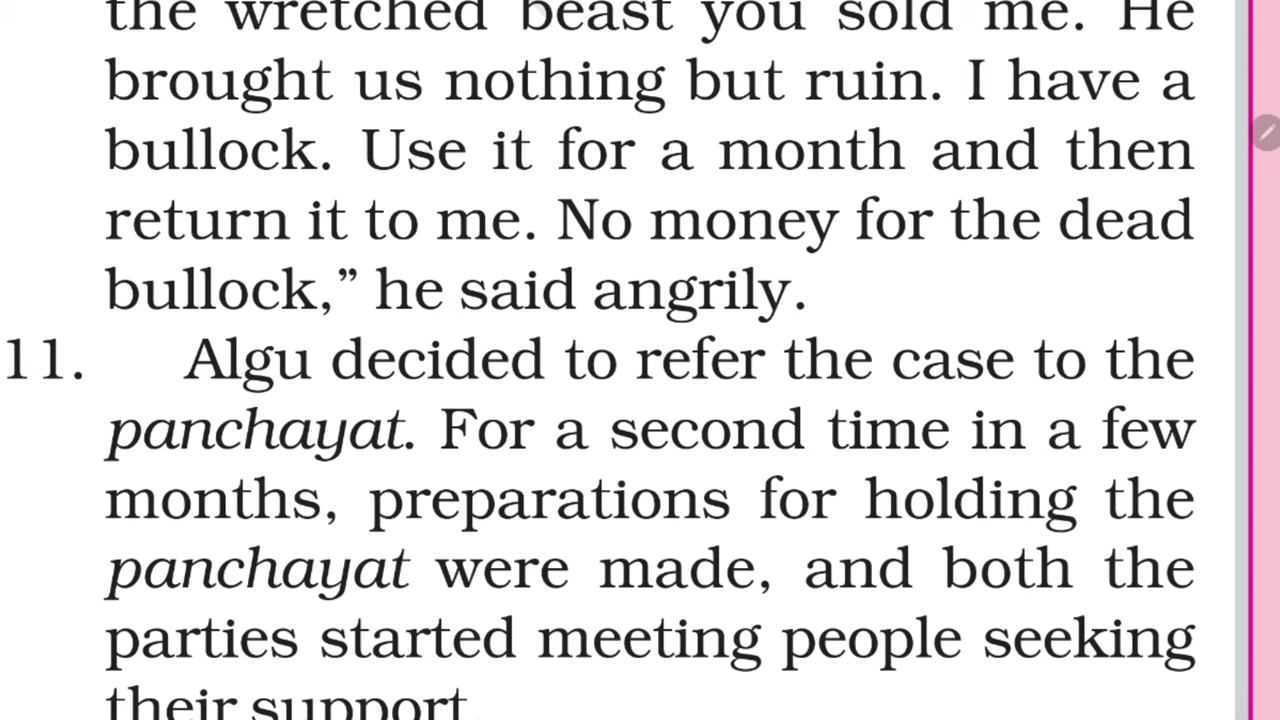 the wretched beast you sold me. He
brought us nothing but ruin. I have a
bullock. Use it for a month and then
return it to me. No money for the dead
bullock,” he said angrily.
11. Algu decided to refer the case to the
panchayat. For a second time in a few
months, preparations for holding the
panchayat were made, and both the
parties started meeting people seeking
their support.